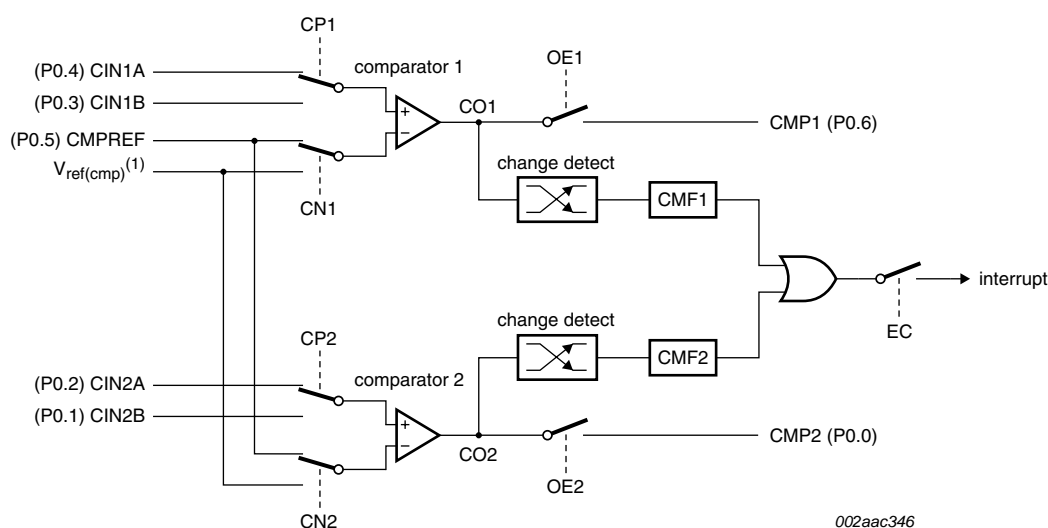 CP1
OE1
(P0.4) CIN1A
comparator 1
(P0.3) CIN1B
+
CO1
(P0.5) CMPREF
−
CMP1 (P0.6)
Vref(cmp)(1)
change detect
CN1
CMF1
interrupt
EC
change detect
CP2
CMF2
(P0.2) CIN2A
comparator 2
(P0.1) CIN2B
+
−
CMP2 (P0.0)
CO2
OE2
CN2
002aac346